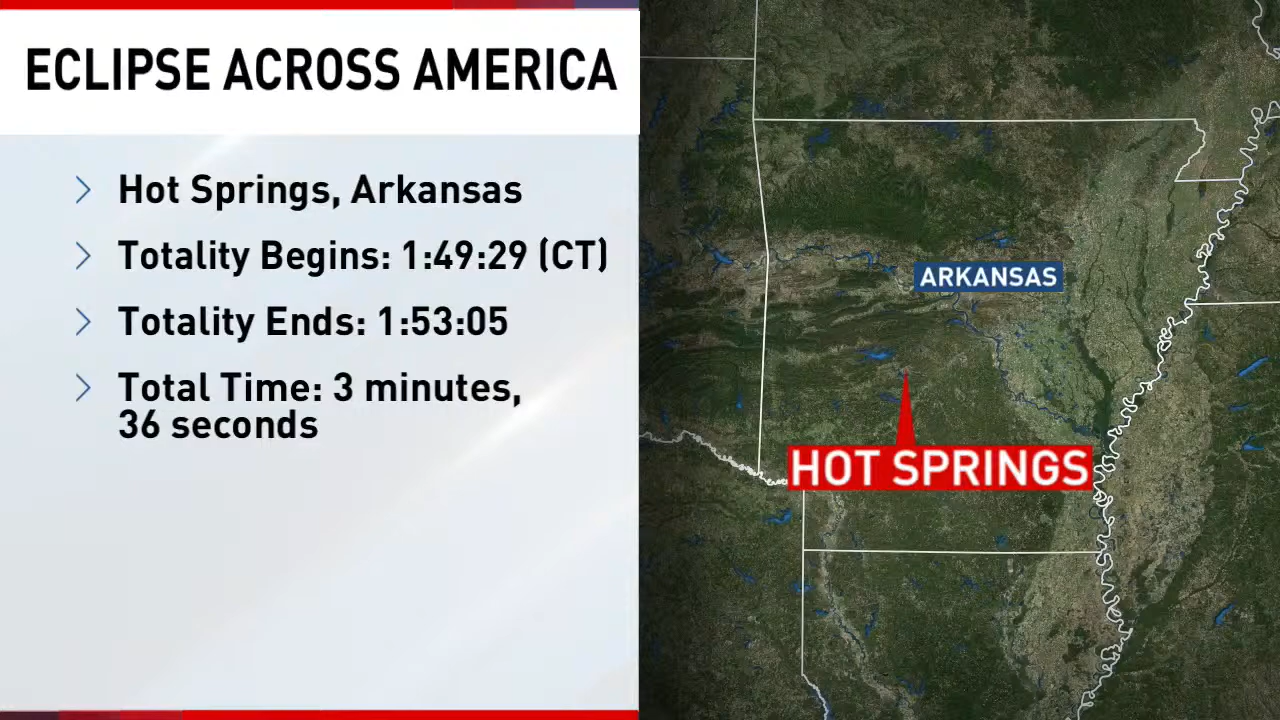 ECLIPSE ACROSS AMERICA
Hot Springs, Arkansas
Totality Begins: 1:49:29 (CT)
Totality Ends: 1:53:05
Total Time: 3 minutes,
36 seconds
ARKANSAS
HOT SPRINGS